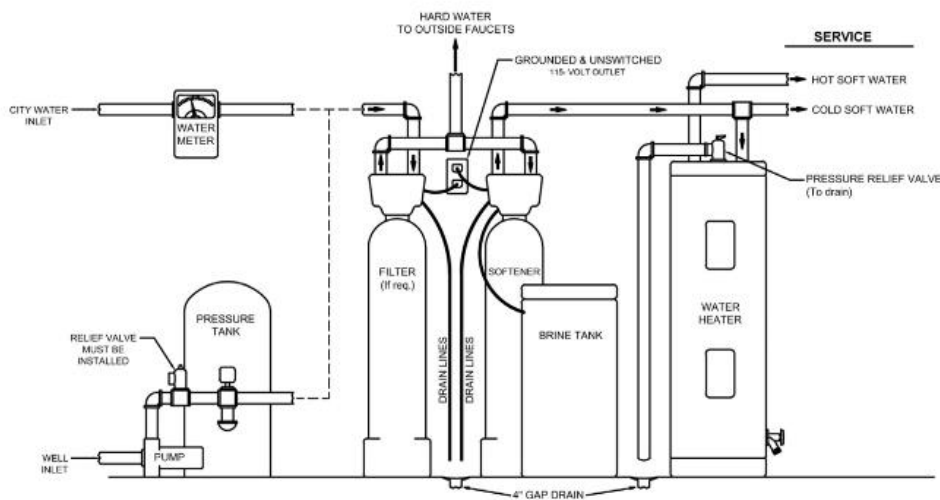 HARD WATER
TO OUTSIDE FAUCETS
SERVICE
GROUNDED & UNSWITCHED
115- VOLT OUTLET
HOT SOFT WATER
CITY WATER
INLET
WATER
METER
COLD SOFT WATER
PRESSURE RELIEF VALVE
(To drain)
FILTER
(If req.)
SOFTENER
PRESSURE
TANK
WATER
HEATER
RELIEF VALVE
MUST BE
INSTALLED
BRINE TANK
DRAIN LINES
DRAIN LINES
WELL
INLET
PUMP
4" GAP DRAIN